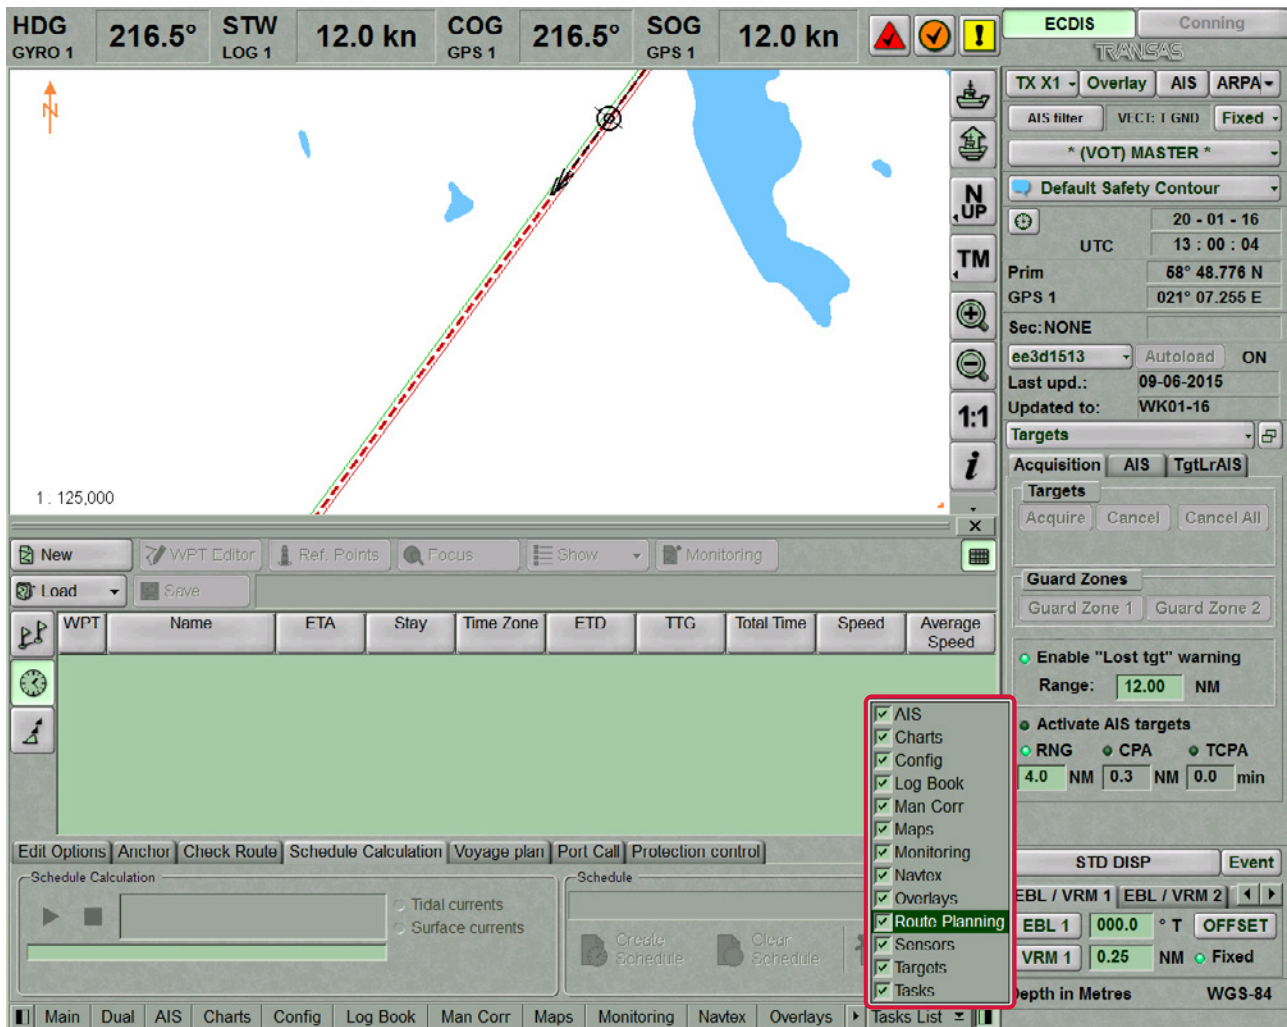 HDG 216.5° STW 12.0 kn COG 216.5° SOG 12.0 kn
GYRO 1 LOG 1 GPS 1 GPS 1
ECDIS Conning
TRANSAS
TX X1 Overlay AIS ARPA
AIS filter VECT: T GND Fixed
* (VOT) MASTER *
Default Safety Contour
20 - 01 - 16
UTC 13 : 00 : 04
Prim 58° 48.776 N
GPS 1 021° 07.255 E
Sec:NONE
ee3d1513 Autoload ON
Last upd.: 09-06-2015
Updated to: WK01-16
Targets
Acquisition AIS TgtLrAIS
Targets
Acquire Cancel Cancel All
Guard Zones
Guard Zone 1 Guard Zone 2
Enable "Lost tgt" warning
Range: 12.00 NM
Activate AIS targets
RNG CPA TCPA
4.0 NM 0.3 NM 0.0 min
STD DISP Event
EBL / VRM 1 EBL / VRM 2
EBL 1 000.0 ° T OFFSET
VRM 1 0.25 NM Fixed
Depth in Metres WGS-84
N
N
UP
TM
1:1
i
1 : 125,000
X
New WPT Editor Ref. Points Focus Show Monitoring
Load Save
WPT Name ETA Stay Time Zone ETD TTG Total Time Speed Average
Speed
AIS
Charts
Config
Log Book
Man Corr
Maps
Monitoring
Navtex
Overlays
Route Planning
Sensors
Targets
Tasks
Edit Options Anchor Check Route Schedule Calculation Voyage plan Port Call Protection control
Schedule Calculation Schedule
Tidal currents
Surface currents
Create
Schedule
Clear
Schedule
Main Dual AIS Charts Config Log Book Man Corr Maps Monitoring Navtex Overlays Tasks List